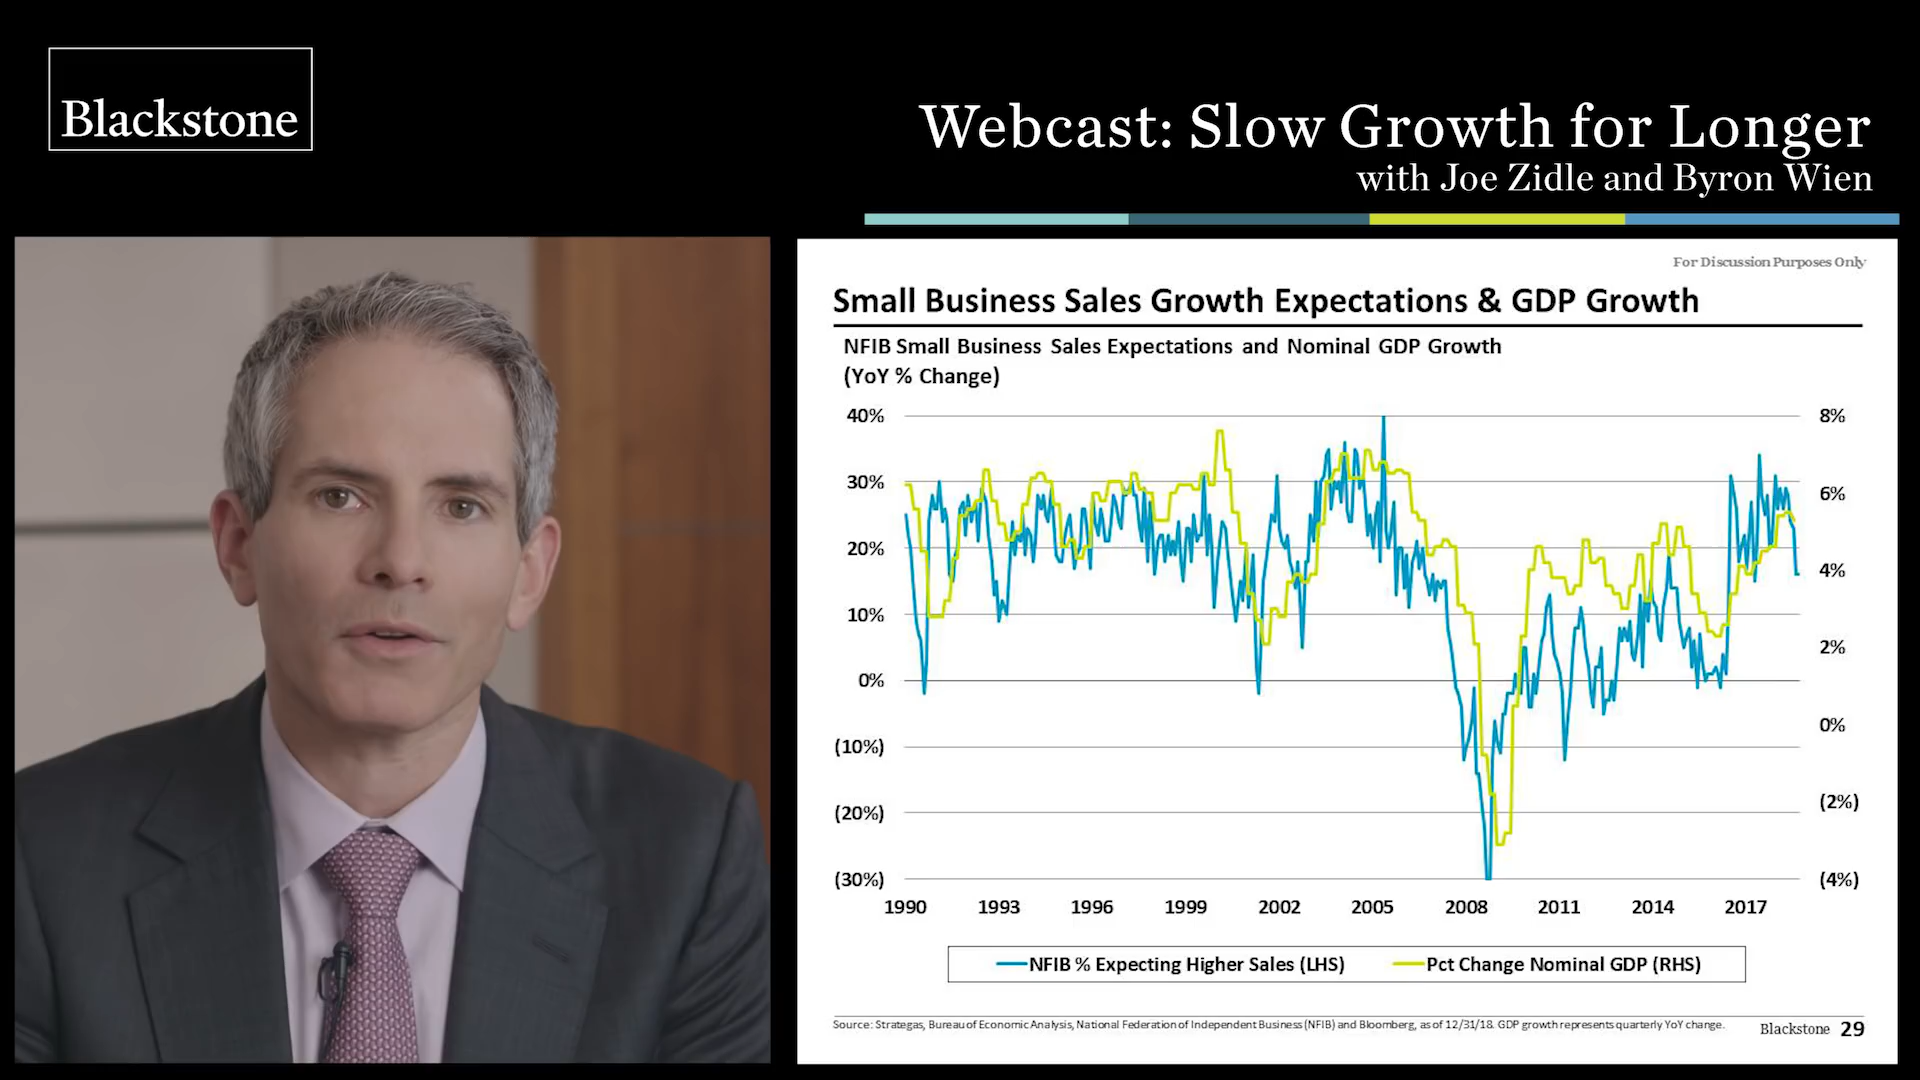 Blackstone
Webcast: Slow Growth for Longer
with Joe Zidle and Byron Wien
For Discussion Purposes Only
Small Business Sales Growth Expectations & GDP Growth
NFIB Small Business Sales Expectations and Nominal GDP Growth
(YoY % Change)
40%
30%
20%
10%
0%
(10%)
(20%)
(30%)
8%
6%
4%
2%
0%
(2%)
(4%)
1990 1993 1996 1999 2002 2005 2008 2011 2014 2017
NFIB % Expecting Higher Sales (LHS) Pct Change Nominal GDP (RHS)
Source: Strategas, Bureau of Economic Analysis, National Federation of Independent Business (NFIB) and Bloomberg, as of 12/31/18. GDP growth represents quarterly YoY change.
Blackstone 29